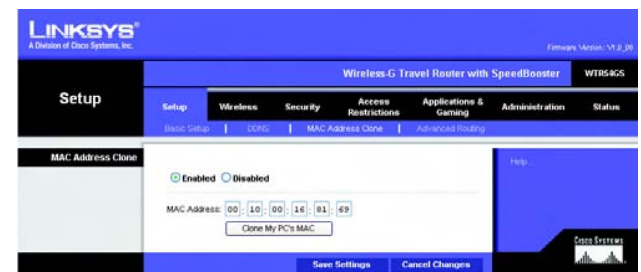 LINKSYS®
A Division of Cisco Systems, Inc.
Firmware Version: V1.0_00
Wireless-G Travel Router with SpeedBooster
WTR54GS
Setup
Setup Wireless Security Access Restrictions Applications & Gaming Administration Status
Basic Setup | DDNS | MAC Address Clone | Advanced Routing
MAC Address Clone
Help...
Enabled Disabled
MAC Address: 00 : 10 : 00 : 16 : 81 : 69
Clone My PC's MAC
Save Settings Cancel Changes
CISCO SYSTEMS